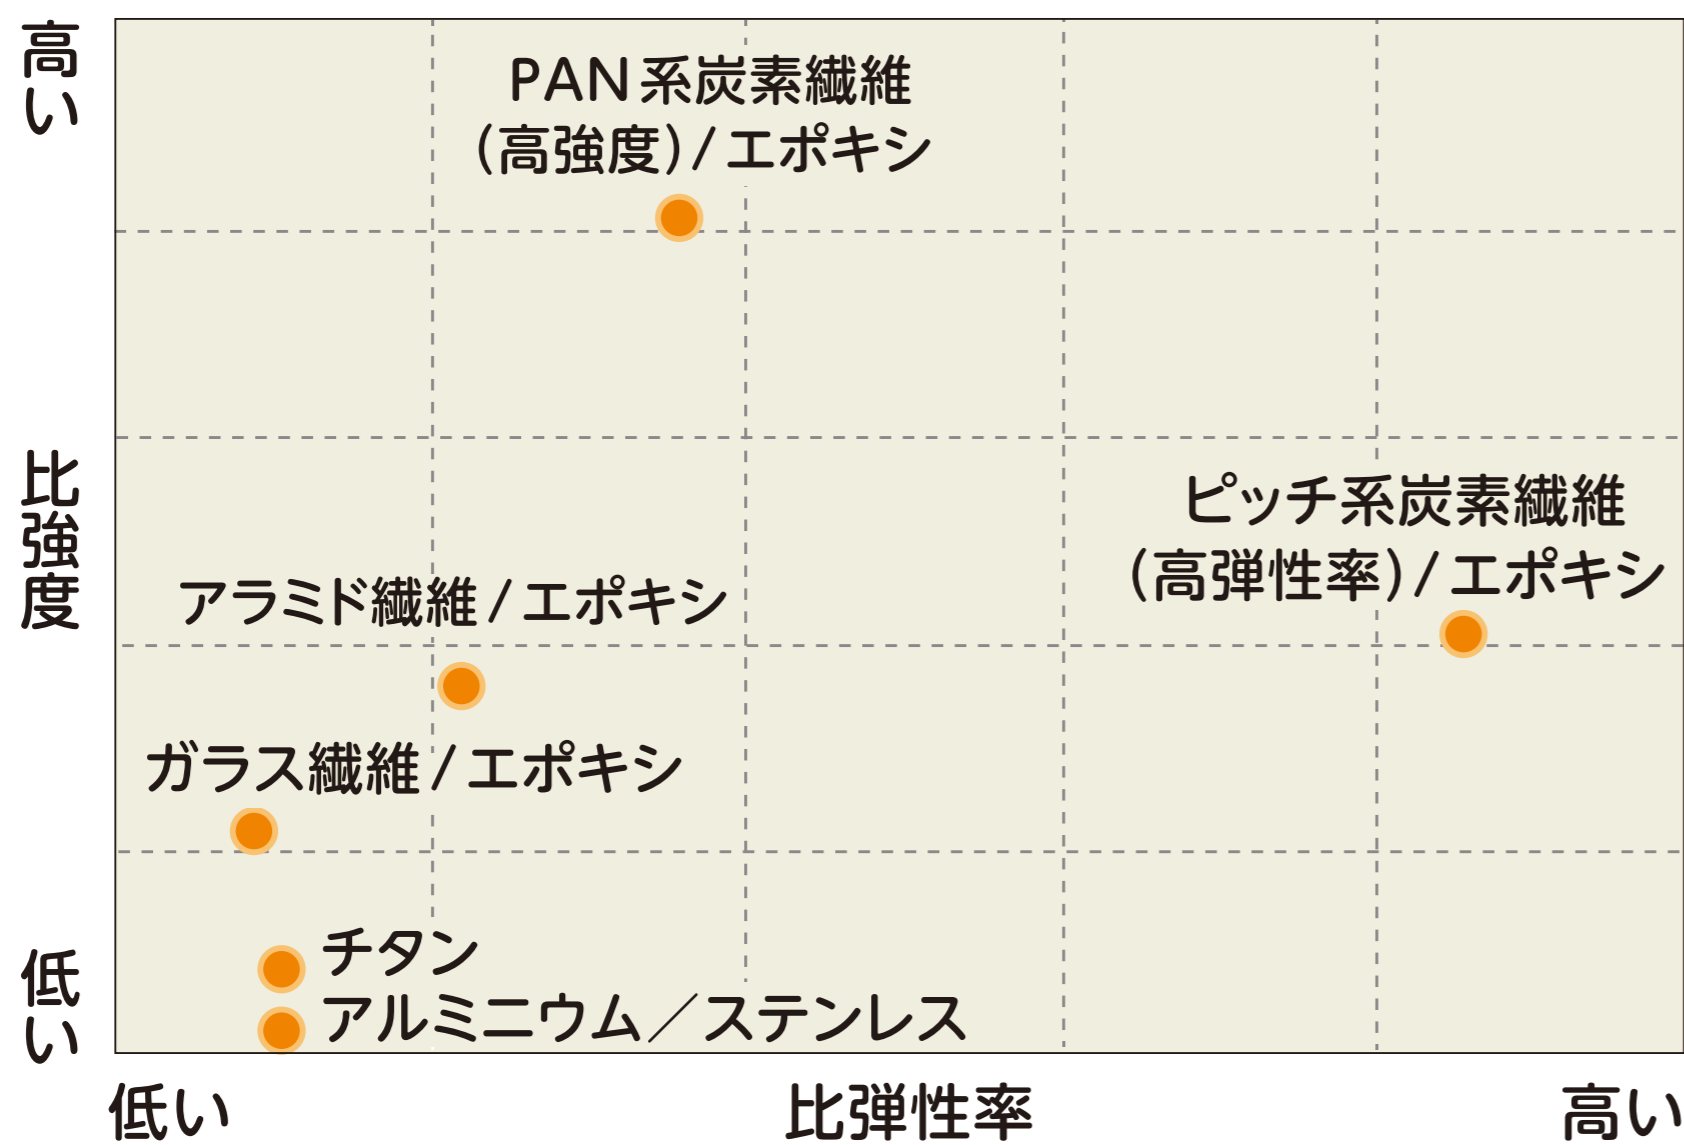 高い
比強度
低い
PAN系炭素繊維
(高強度)/エポキシ
ピッチ系炭素繊維
(高弾性率)/エポキシ
アラミド繊維/エポキシ
ガラス繊維/エポキシ
チタン
アルミニウム／ステンレス
低い
比弾性率
高い